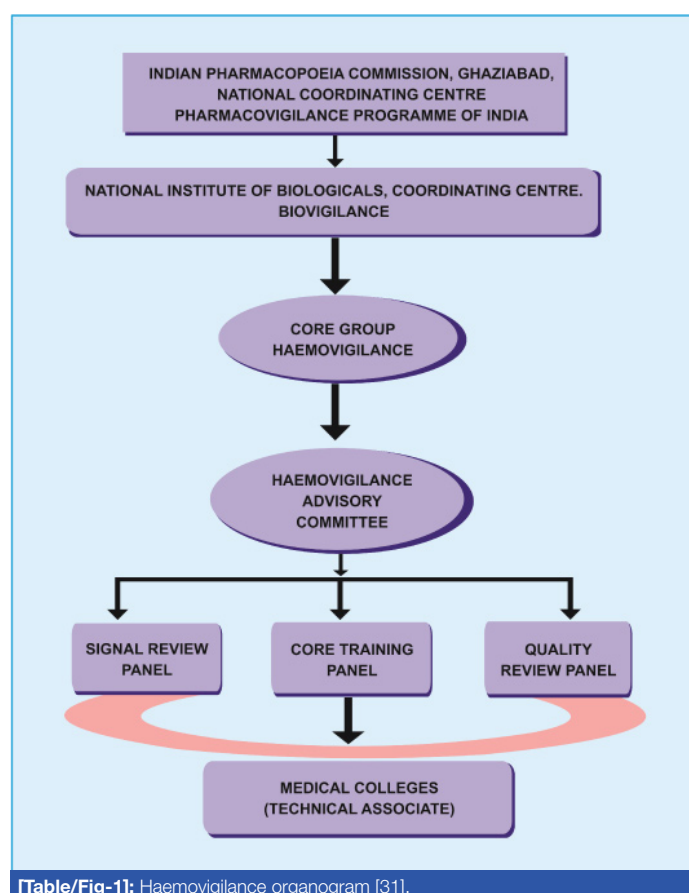 INDIAN PHARMACOPOEIA COMMISSION, GHAZIABAD,
NATIONAL COORDINATING CENTRE
PHARMACOVIGILANCE PROGRAMME OF INDIA
NATIONAL INSTITUTE OF BIOLOGICALS, COORDINATING CENTRE.
BIOVIGILANCE
CORE GROUP
HAEMOVIGILANCE
HAEMOVIGILANCE
ADVISORY
COMMITTEE
SIGNAL REVIEW
PANEL
CORE TRAINING
PANEL
QUALITY
REVIEW PANEL
MEDICAL COLLEGES
(TECHNICAL ASSOCIATE)
[Table/Fig-1]: Haemovigilance organogram [31].